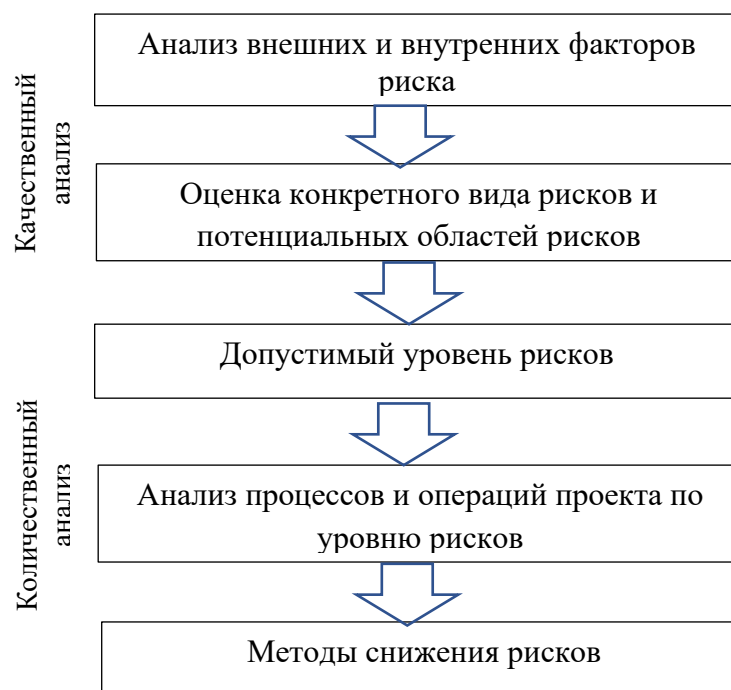 Качественный
анализ
Анализ внешних и внутренних факторов
риска
Оценка конкретного вида рисков и
потенциальных областей рисков
Количественный
анализ
Допустимый уровень рисков
Анализ процессов и операций проекта по
уровню рисков
Методы снижения рисков